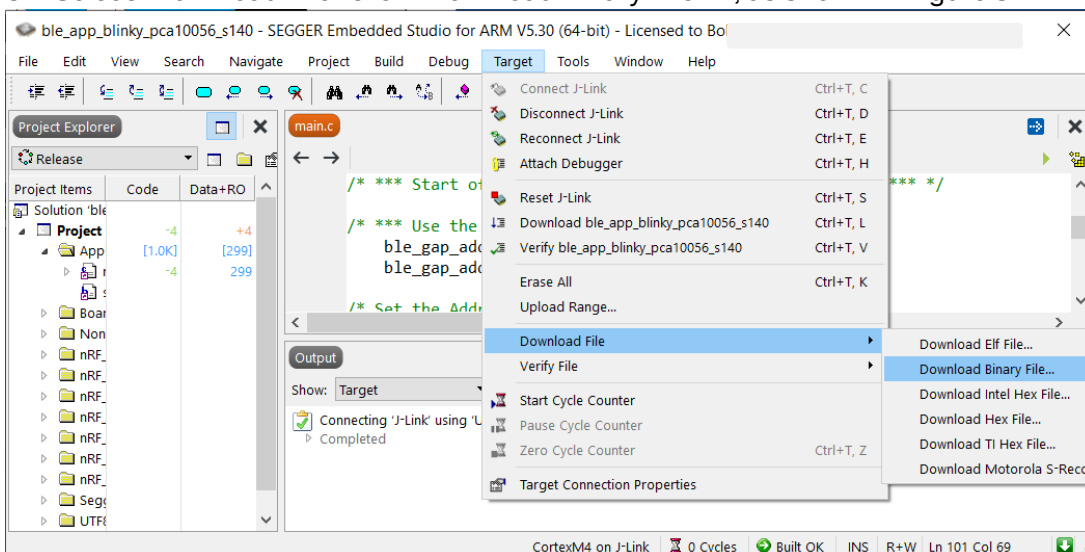 ble_app_blinky_pca10056_s140 - SEGGER Embedded Studio for ARM V5.30 (64-bit) - Licensed to Bo
File Edit View Search Navigate Project Build Debug Target Tools Window Help
Project Explorer
main.c
Release
Project Items Code Data+RO
Solution 'ble
Project -4 +4
App [1.0K] [299]
-4 299
Boar
Non
nRF_
nRF_
nRF_
nRF_
nRF_
nRF_
nRF_
Segg
UTF8
/* *** Start of
*** */
/* *** Use the
ble_gap_add
ble_gap_add
/* Set the Addr
Output
Show: Target
Connecting 'J-Link' using 'U
Completed
Connect J-Link Ctrl+T, C
Disconnect J-Link Ctrl+T, D
Reconnect J-Link Ctrl+T, E
Attach Debugger Ctrl+T, H
Reset J-Link Ctrl+T, S
Download ble_app_blinky_pca10056_s140 Ctrl+T, L
Verify ble_app_blinky_pca10056_s140 Ctrl+T, V
Erase All Ctrl+T, K
Upload Range...
Download File
Verify File
Start Cycle Counter
Pause Cycle Counter
Zero Cycle Counter Ctrl+T, Z
Target Connection Properties
Download Elf File...
Download Binary File...
Download Intel Hex File...
Download Hex File...
Download TI Hex File...
Download Motorola S-Reco
CortexM4 on J-Link 0 Cycles Built OK INS R+W Ln 101 Col 69